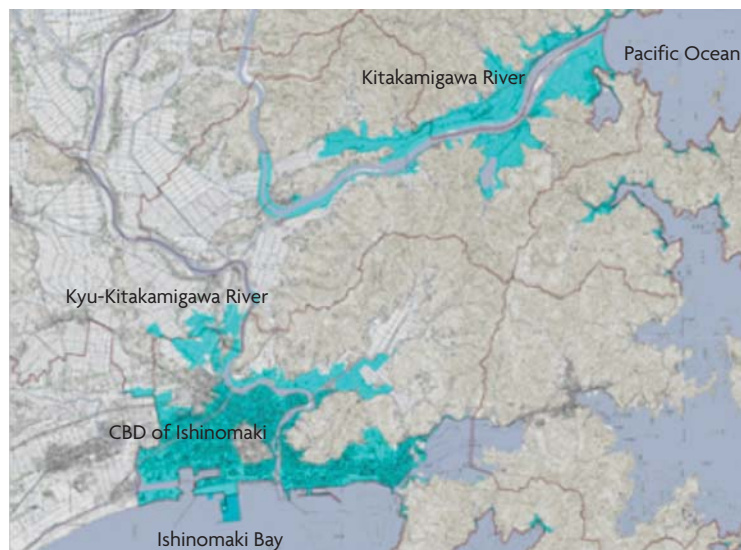 Pacific Ocean
Kitakamigawa River
Kyu-Kitakamigawa River
CBD of Ishinomaki
Ishinomaki Bay